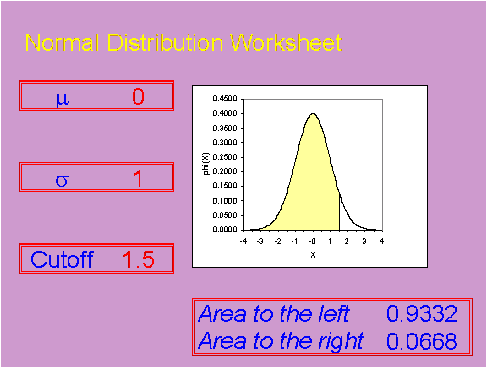 Normal Distribution Worksheet
μ 0
σ 1
Cutoff 1.5
0.4500
0.4000
0.3500
0.3000
0.2500
0.2000
0.1500
0.1000
0.0500
0.0000
phi(X)
-4 -3 -2 -1 -0 1 2 3 4
X
Area to the left 0.9332
Area to the right 0.0668